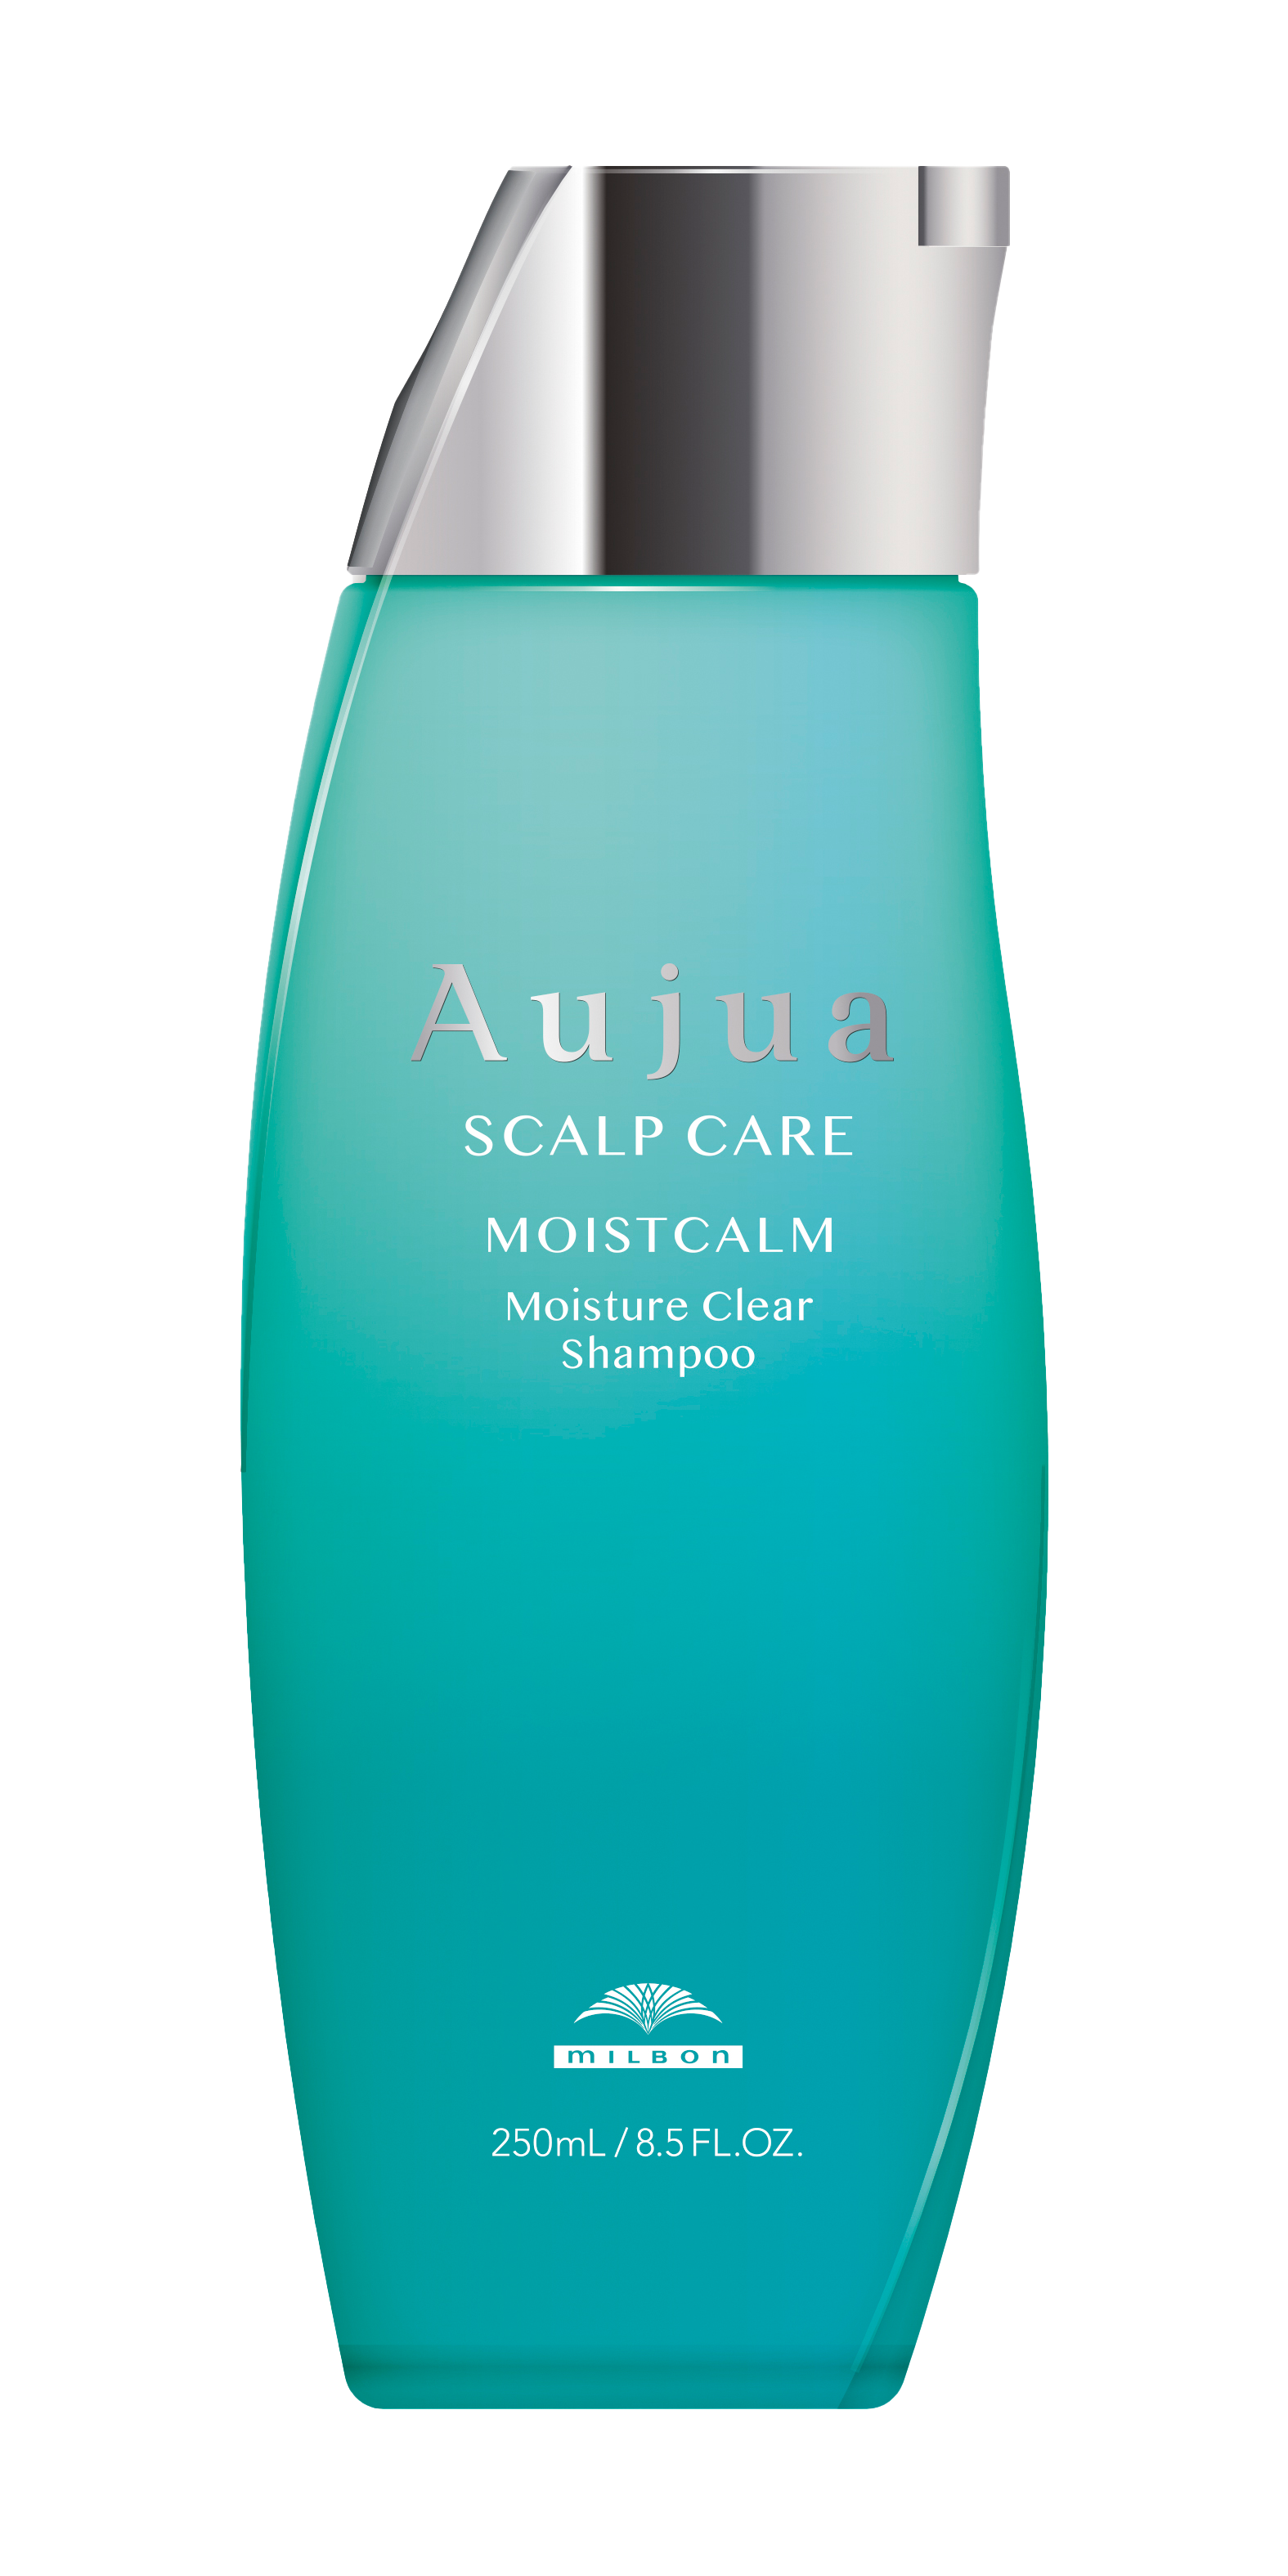 Aujua
SCALP CARE
MOISTCALM
Moisture Clear
Shampoo
MILBON
250mL / 8.5 FL.OZ.